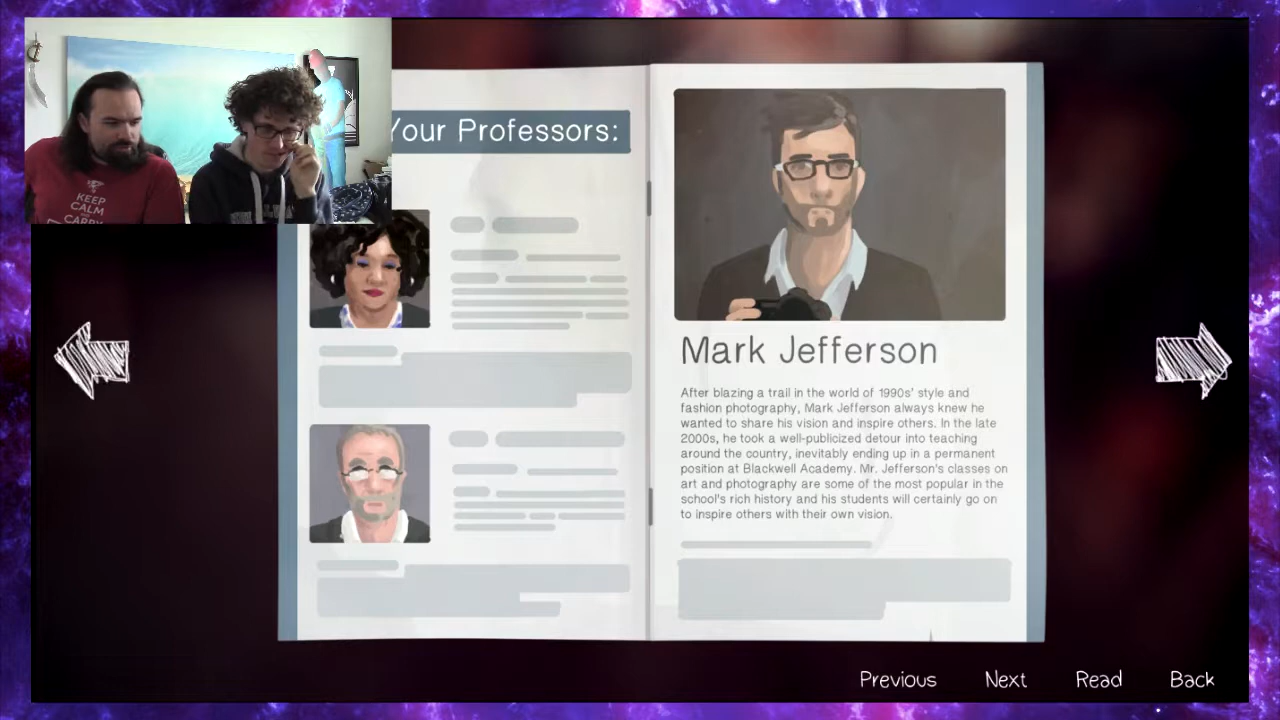 KEEP
CALM
AND
CARRY
Your Professors:
Mark Jefferson
After blazing a trail in the world of 1990s' style and
fashion photography, Mark Jefferson always knew he
wanted to share his vision and inspire others. In the late
2000s, he took a well-publicized detour into teaching
around the country, inevitably ending up in a permanent
position at Blackwell Academy. Mr. Jefferson's classes on
art and photography are some of the most popular in the
school's rich history and his students will certainly go on
to inspire others with their own vision.
Previous Next Read Back